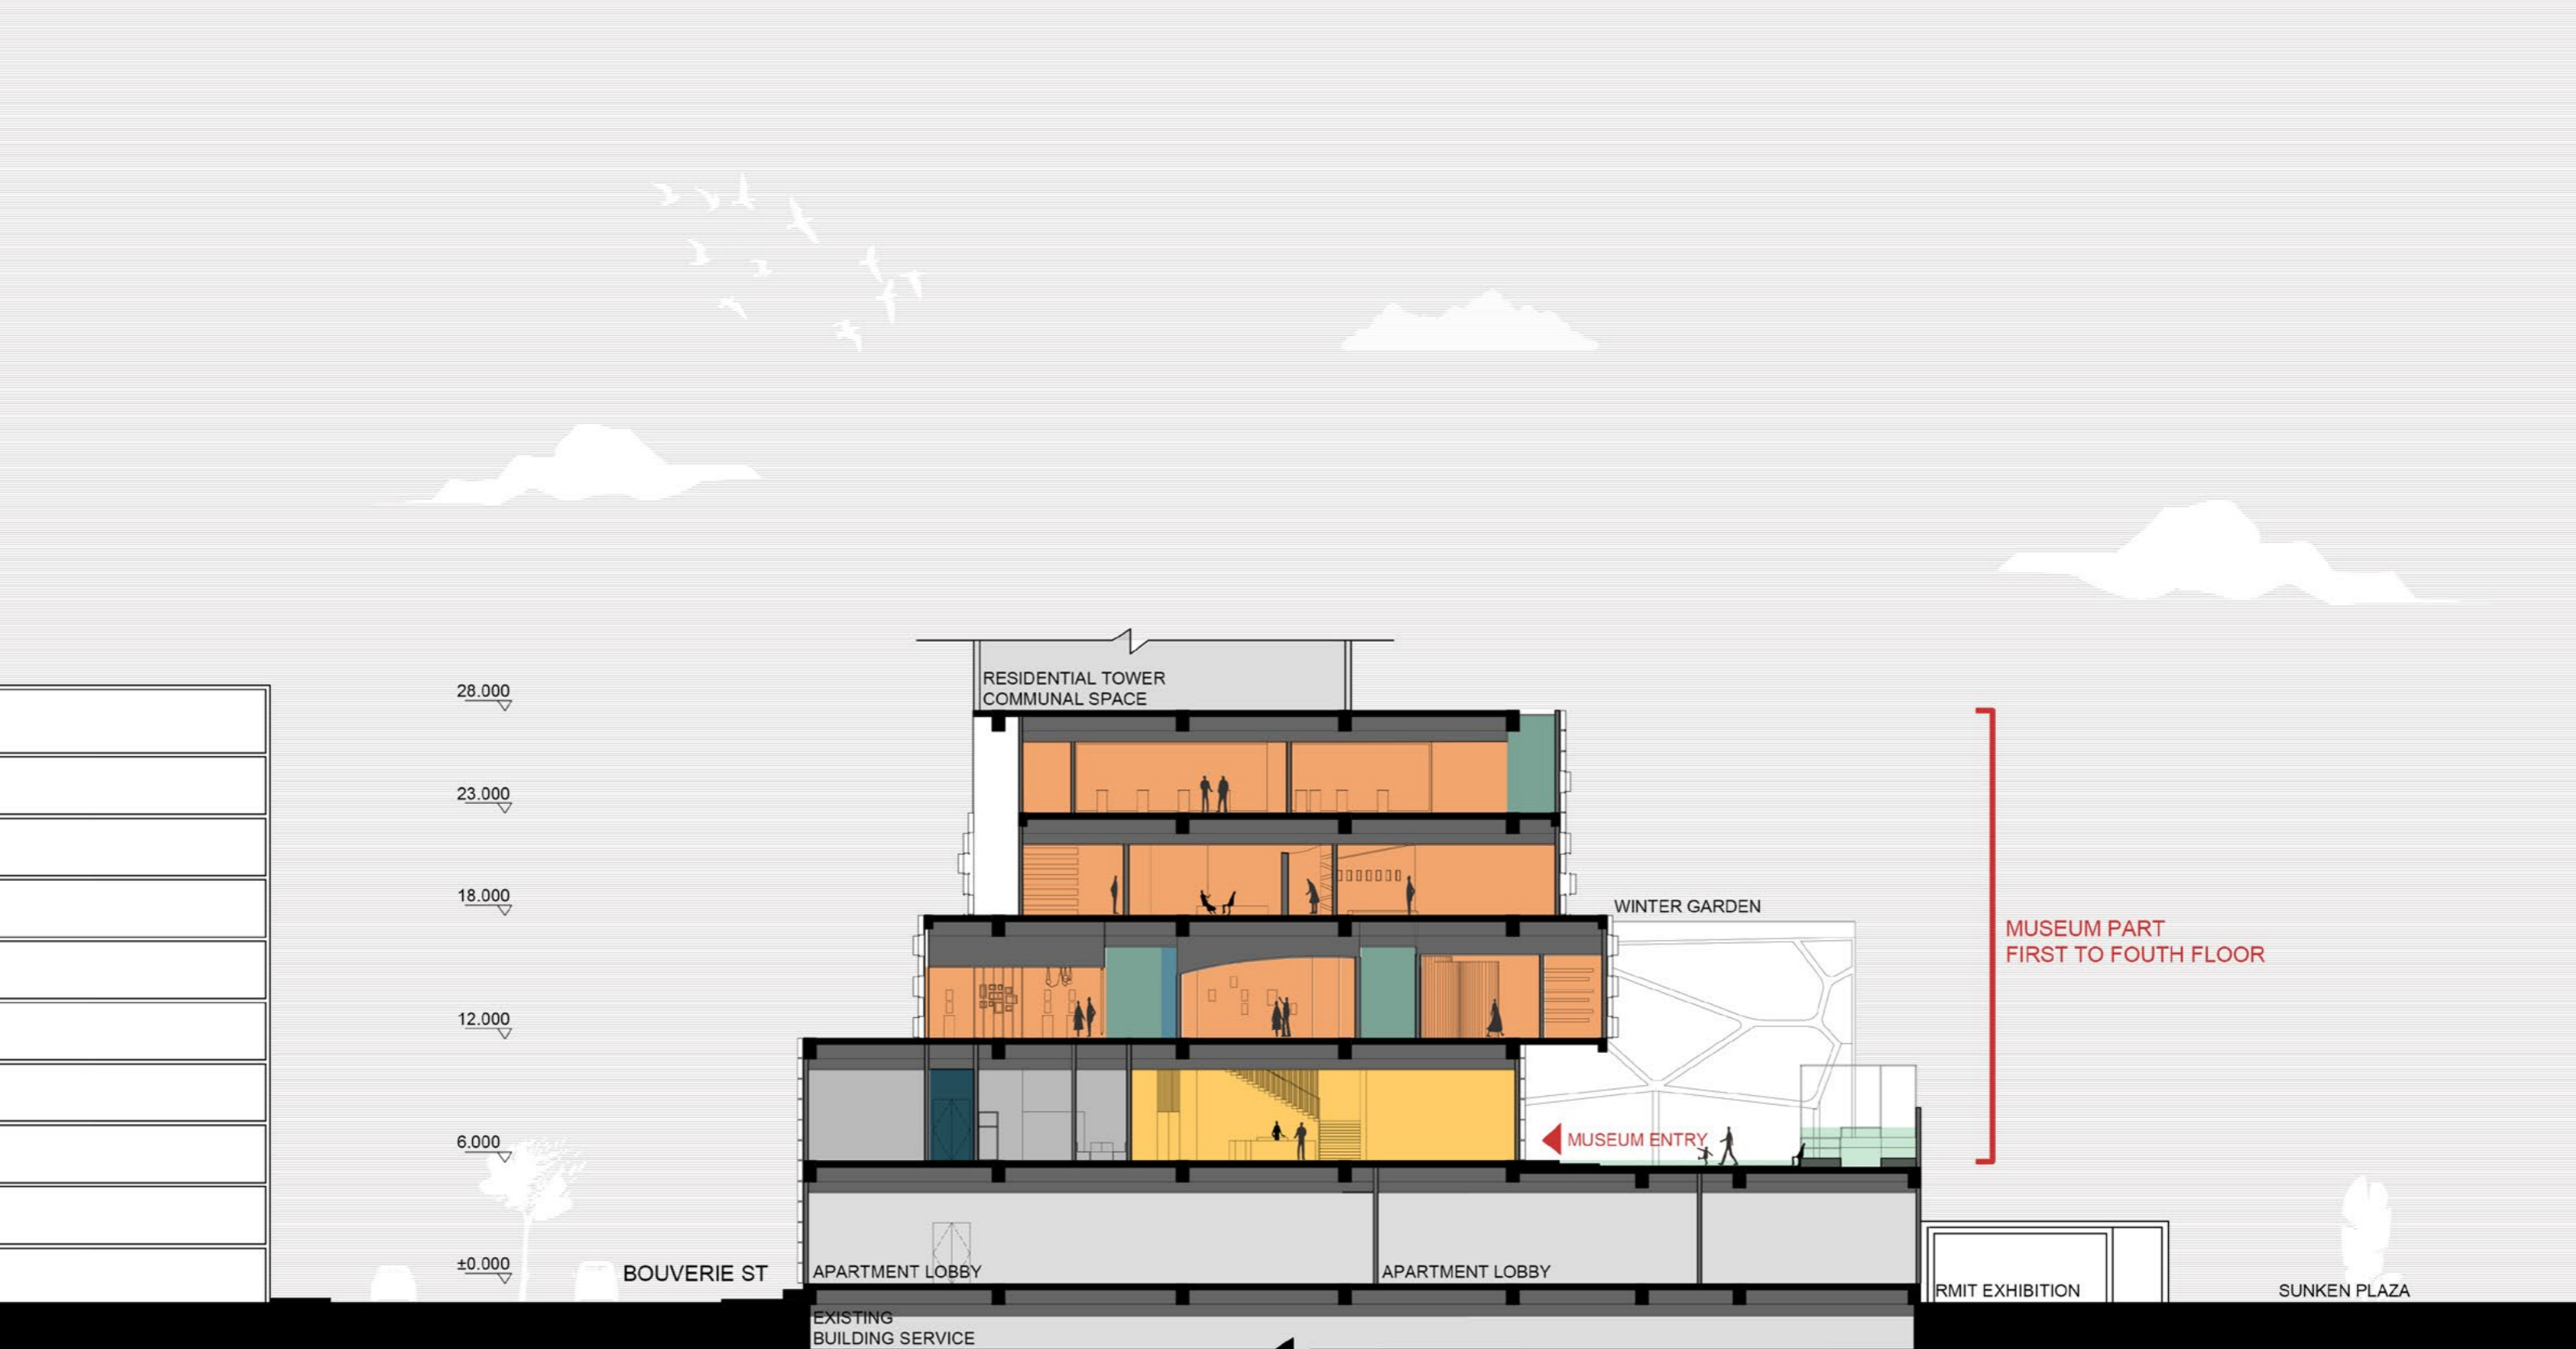 RESIDENTIAL TOWER
COMMUNAL SPACE
28.000
23.000
18.000
WINTER GARDEN
MUSEUM PART
FIRST TO FOUTH FLOOR
12.000
6.000
MUSEUM ENTRY
±0.000
BOUVERIE ST
APARTMENT LOBBY
APARTMENT LOBBY
RMIT EXHIBITION
SUNKEN PLAZA
EXISTING
BUILDING SERVICE